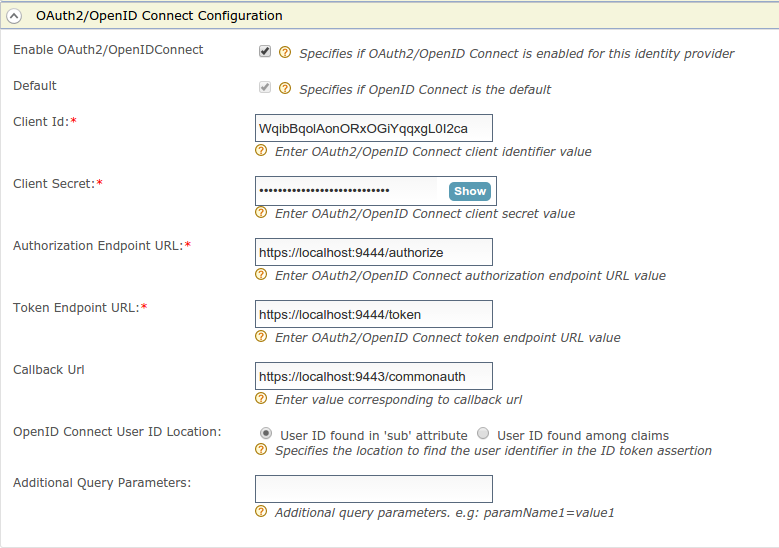 OAuth2/OpenID Connect Configuration
Enable OAuth2/OpenIDConnect
Specifies if OAuth2/OpenID Connect is enabled for this identity provider
Default
Specifies if OpenID Connect is the default
Client Id:*
WqibBqolAonORxOGiYqqxgL0I2ca
Enter OAuth2/OpenID Connect client identifier value
Client Secret:*
••••••••••••••••••••••••••••
Show
Enter OAuth2/OpenID Connect client secret value
Authorization Endpoint URL:*
https://localhost:9444/authorize
Enter OAuth2/OpenID Connect authorization endpoint URL value
Token Endpoint URL:*
https://localhost:9444/token
Enter OAuth2/OpenID Connect token endpoint URL value
Callback Url
https://localhost:9443/commonauth
Enter value corresponding to callback url
OpenID Connect User ID Location:
User ID found in 'sub' attribute User ID found among claims
Specifies the location to find the user identifier in the ID token assertion
Additional Query Parameters:
Additional query parameters. e.g: paramName1=value1